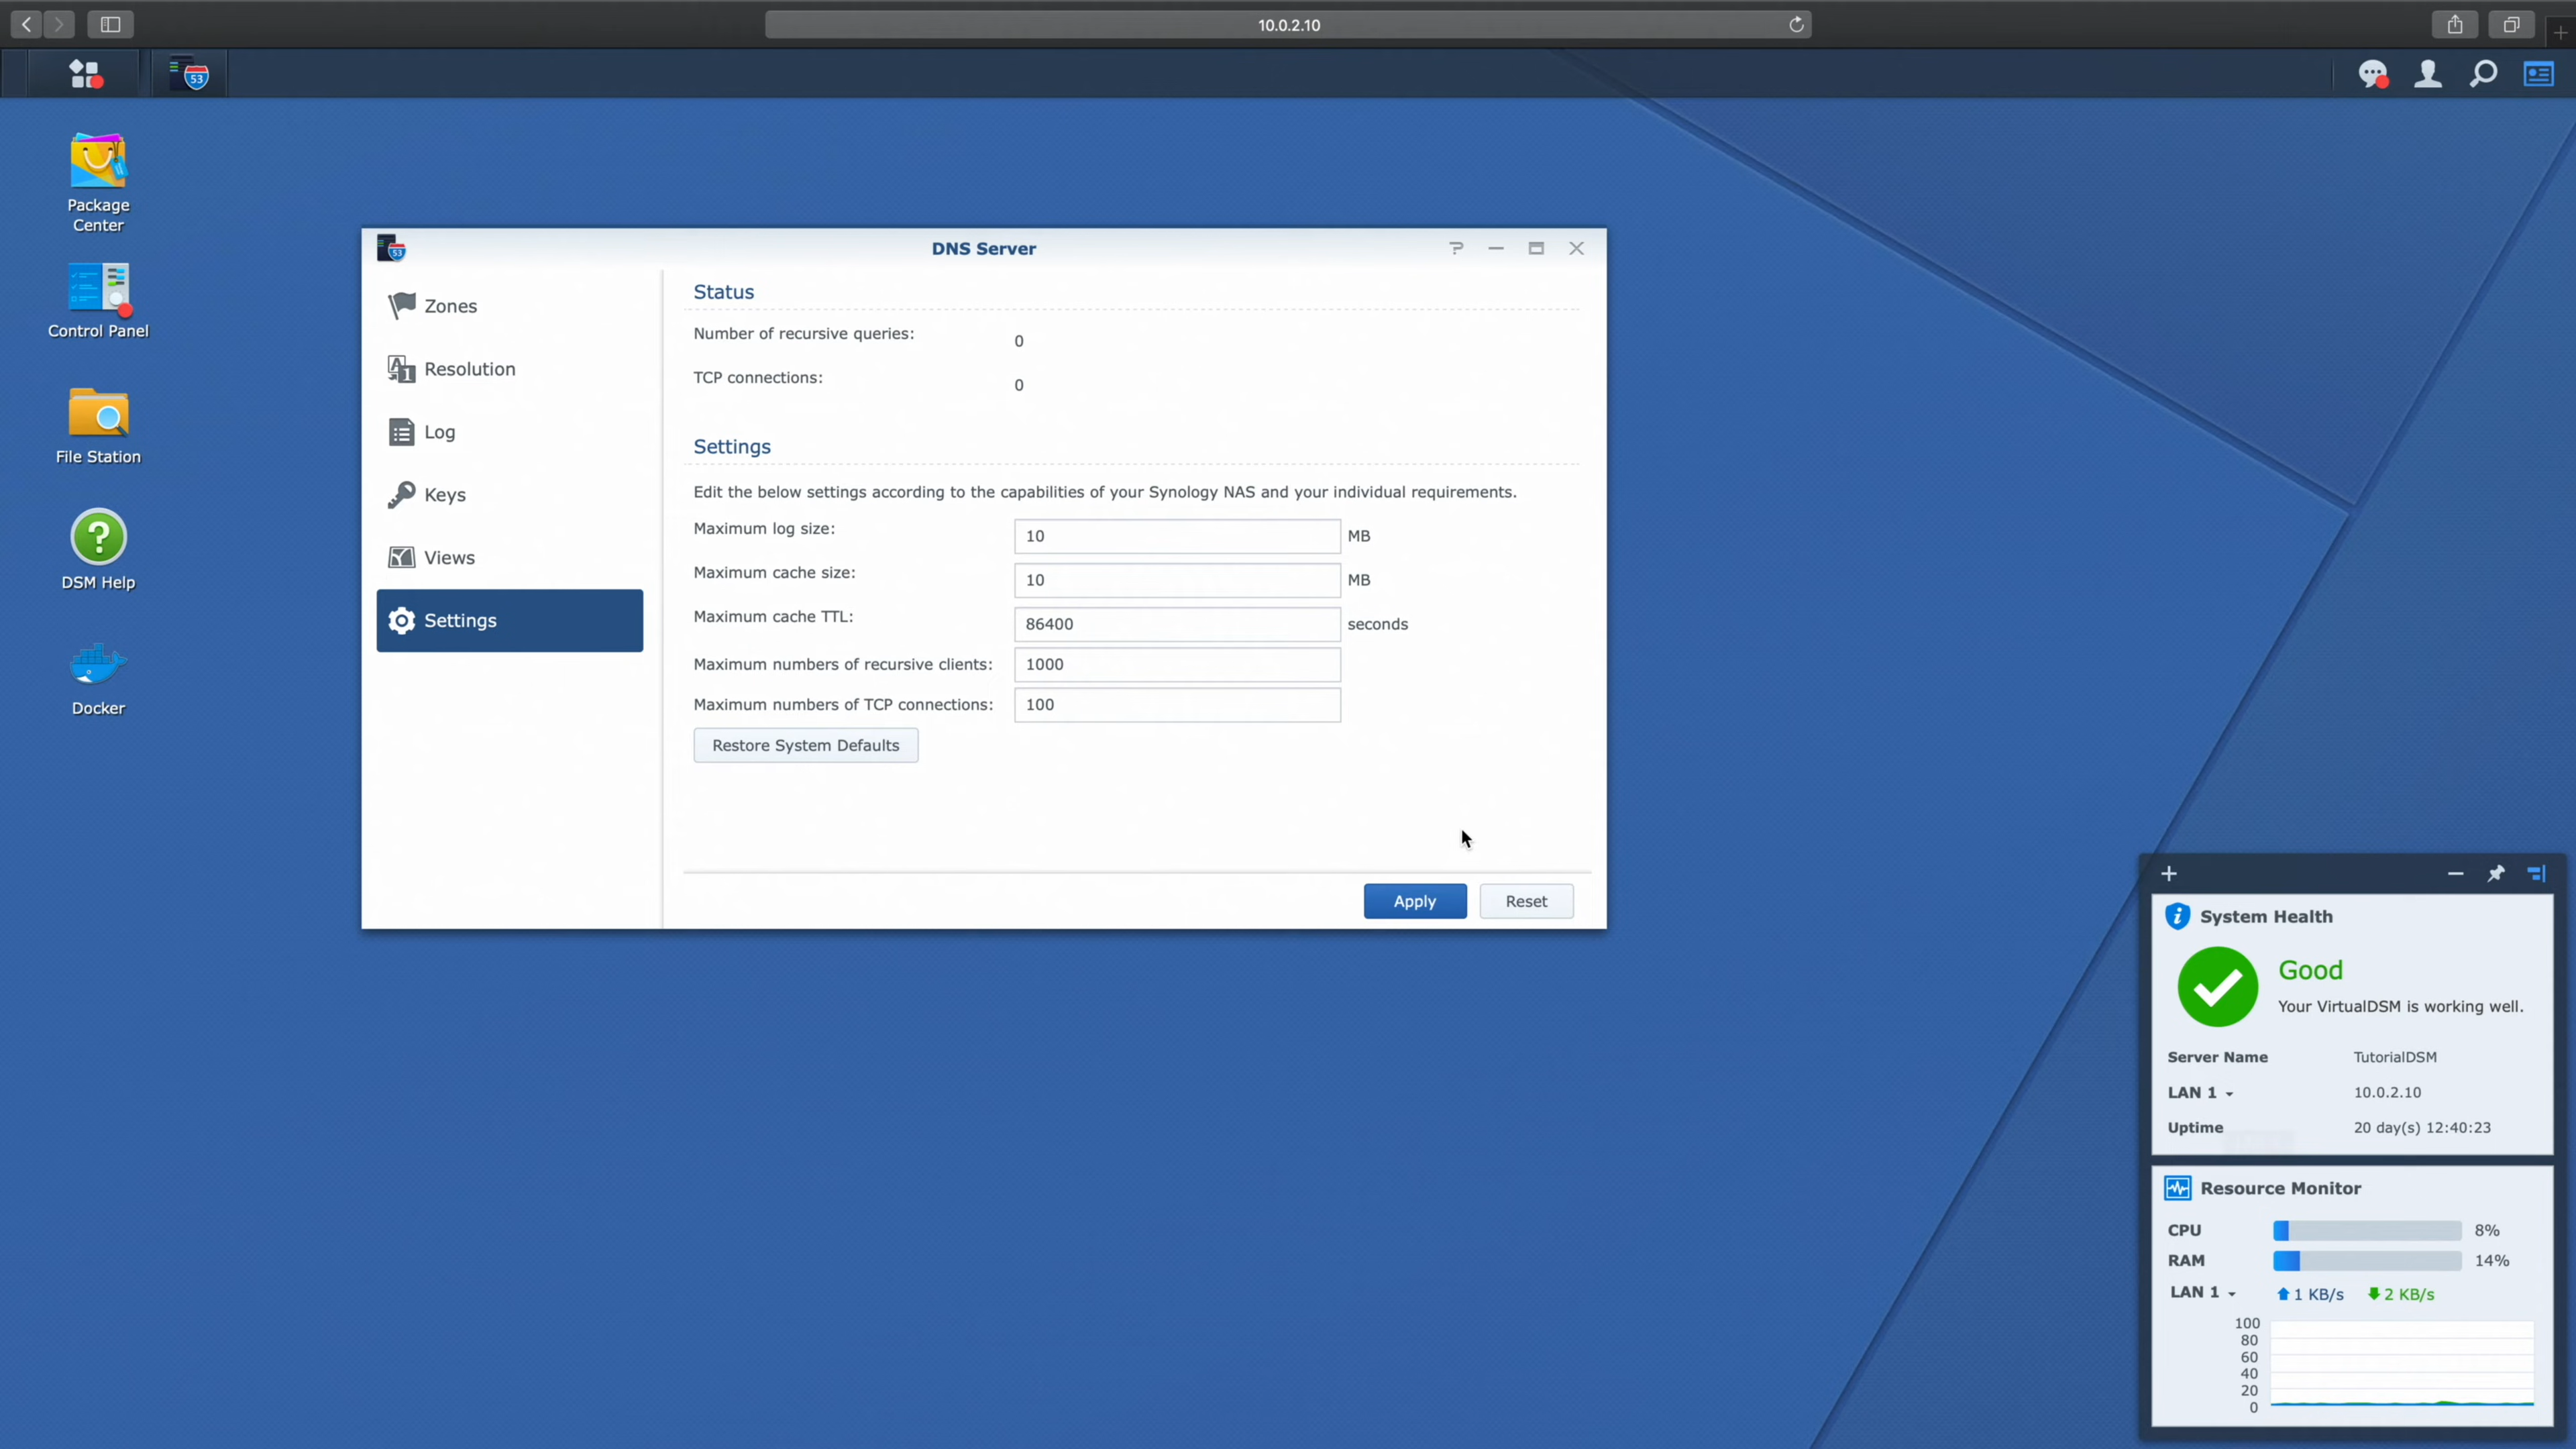 10.0.2.10
53
Package
Center
Control Panel
File Station
DSM Help
Docker
53
DNS Server
Zones
Resolution
Log
Keys
Views
Settings
Status
Number of recursive queries: 0
TCP connections: 0
Settings
Edit the below settings according to the capabilities of your Synology NAS and your individual requirements.
Maximum log size: 10 MB
Maximum cache size: 10 MB
Maximum cache TTL: 86400 seconds
Maximum numbers of recursive clients: 1000
Maximum numbers of TCP connections: 100
Restore System Defaults
Apply Reset
System Health
Good
Your VirtualDSM is working well.
Server Name TutorialDSM
LAN 1 10.0.2.10
Uptime 20 day(s) 12:40:23
Resource Monitor
CPU 8%
RAM 14%
LAN 1 1 KB/s 2 KB/s
100
80
60
40
20
0